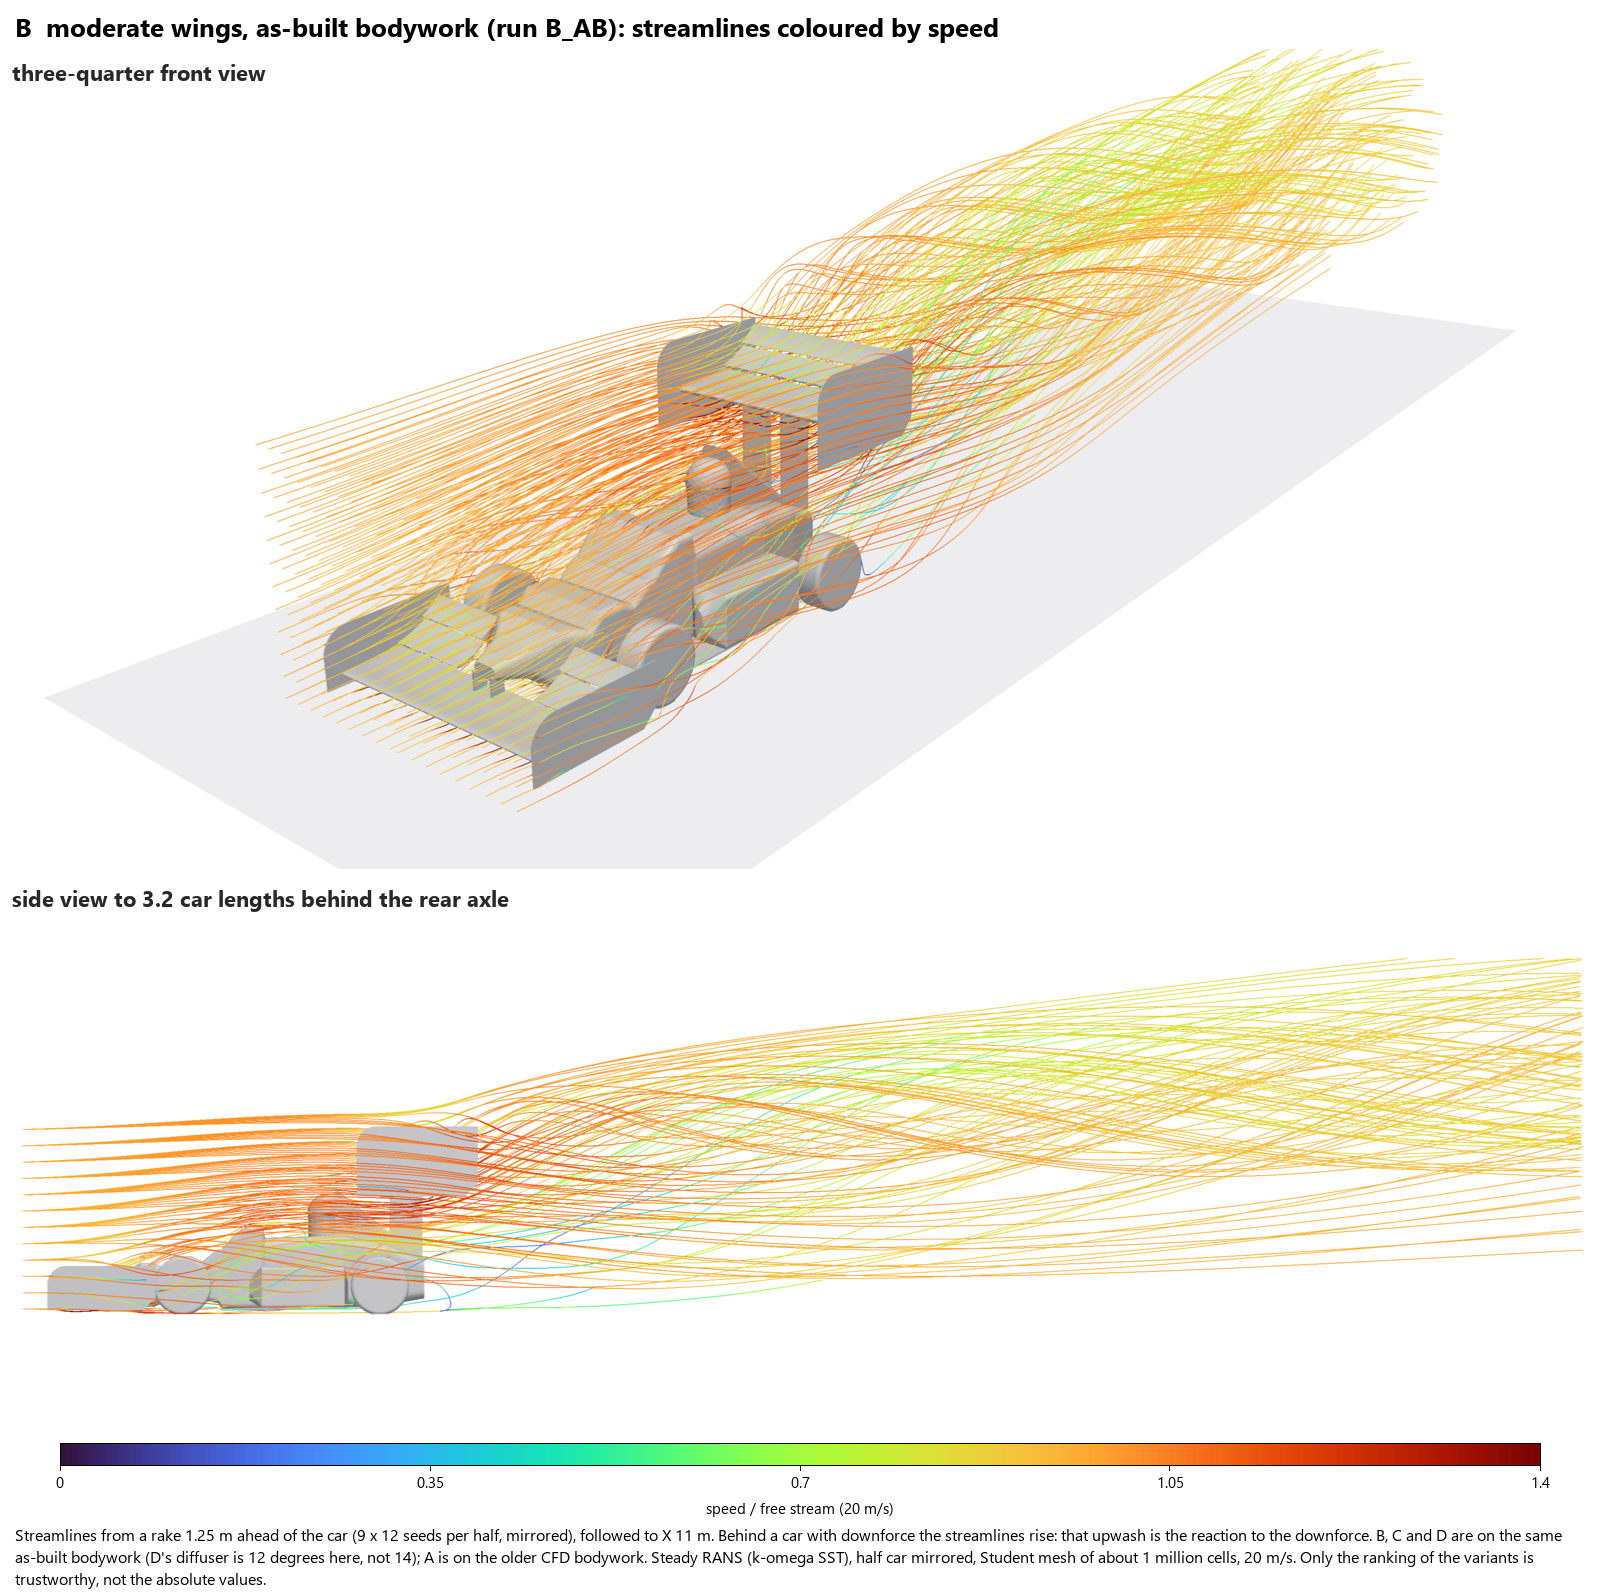 B  moderate wings, as-built bodywork (run B_AB): streamlines coloured by speed
three-quarter front view
side view to 3.2 car lengths behind the rear axle
0 0.35 0.7 1.05 1.4
speed / free stream (20 m/s)
Streamlines from a rake 1.25 m ahead of the car (9 x 12 seeds per half, mirrored), followed to X 11 m. Behind a car with downforce the streamlines rise: that upwash is the reaction to the downforce. B, C and D are on the same
as-built bodywork (D's diffuser is 12 degrees here, not 14); A is on the older CFD bodywork. Steady RANS (k-omega SST), half car mirrored, Student mesh of about 1 million cells, 20 m/s. Only the ranking of the variants is
trustworthy, not the absolute values.